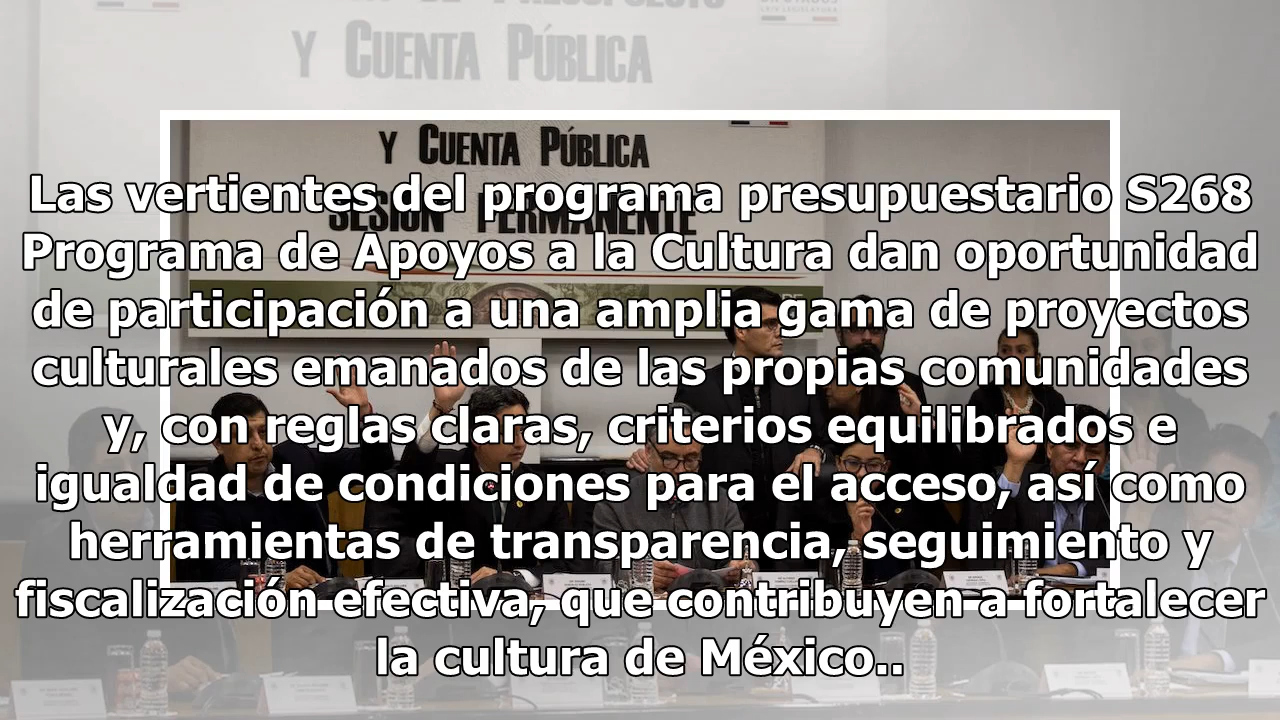 Y CUENTA PÚBLICA
Y CUENTA PÚBLICA
SESIÓN PERMANENTE
Las vertientes del programa presupuestario S268
Programa de Apoyos a la Cultura dan oportunidad
de participación a una amplia gama de proyectos
culturales emanados de las propias comunidades
y, con reglas claras, criterios equilibrados e
igualdad de condiciones para el acceso, así como
herramientas de transparencia, seguimiento y
fiscalización efectiva, que contribuyen a fortalecer
la cultura de México..